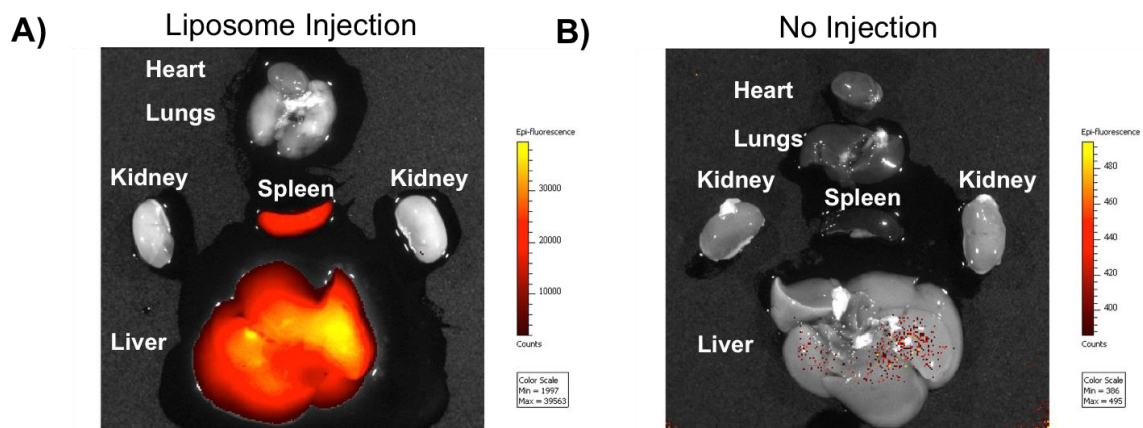 A)
Liposome Injection
Heart
Lungs
Kidney
Spleen
Kidney
Liver
Epi-fluorescence
30000
20000
10000
Counts
Color Scale
Min = 1997
Max = 39563
B)
No Injection
Heart
Lungs
Kidney
Spleen
Kidney
Liver
Epi-fluorescence
480
460
440
420
400
Counts
Color Scale
Min = 386
Max = 495